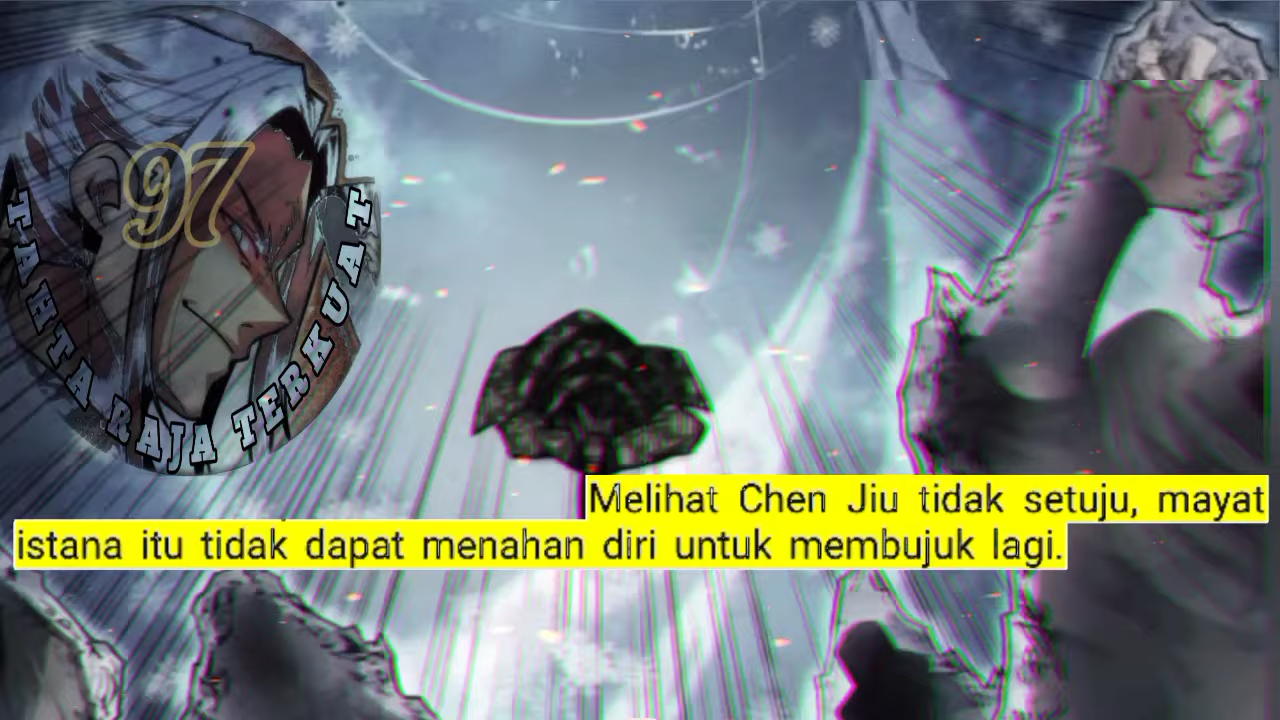 97
TAHTA RAJA TERKUAT
Melihat Chen Jiu tidak setuju, mayat
istana itu tidak dapat menahan diri untuk membujuk lagi.